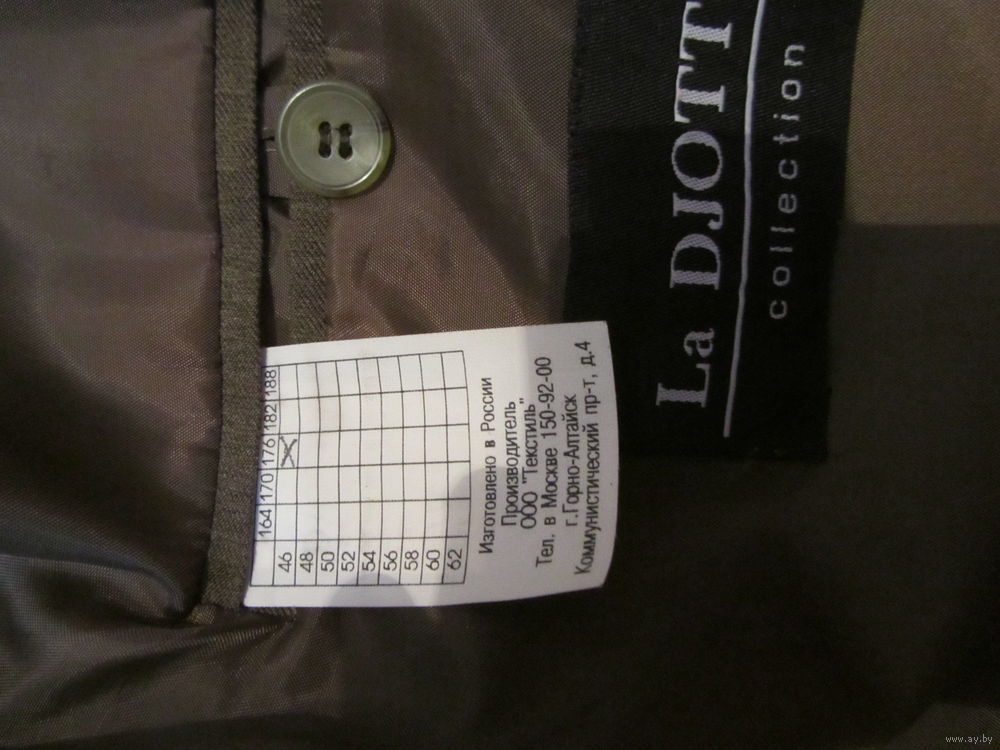 La DJOTT
collection
164 170 176 182 188
46 X
48
50
52
54
56
58
60
62
Изготовлено в России
Производитель
ООО "Текстиль"
Тел. в Москве 150-92-00
г.Горно-Алтайск
Коммунистический пр-т, д.4
www.ay.by